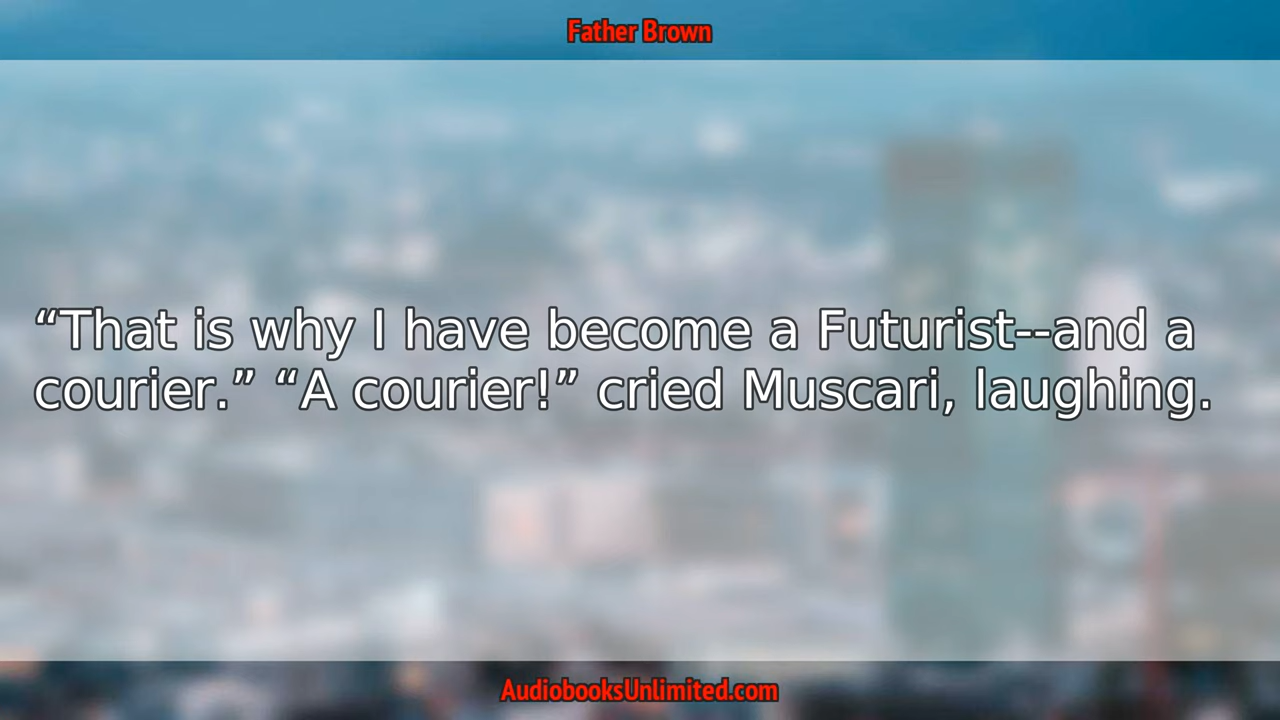 Father Brown
“That is why I have become a Futurist--and a
courier.” “A courier!” cried Muscari, laughing.
AudiobooksUnlimited.com